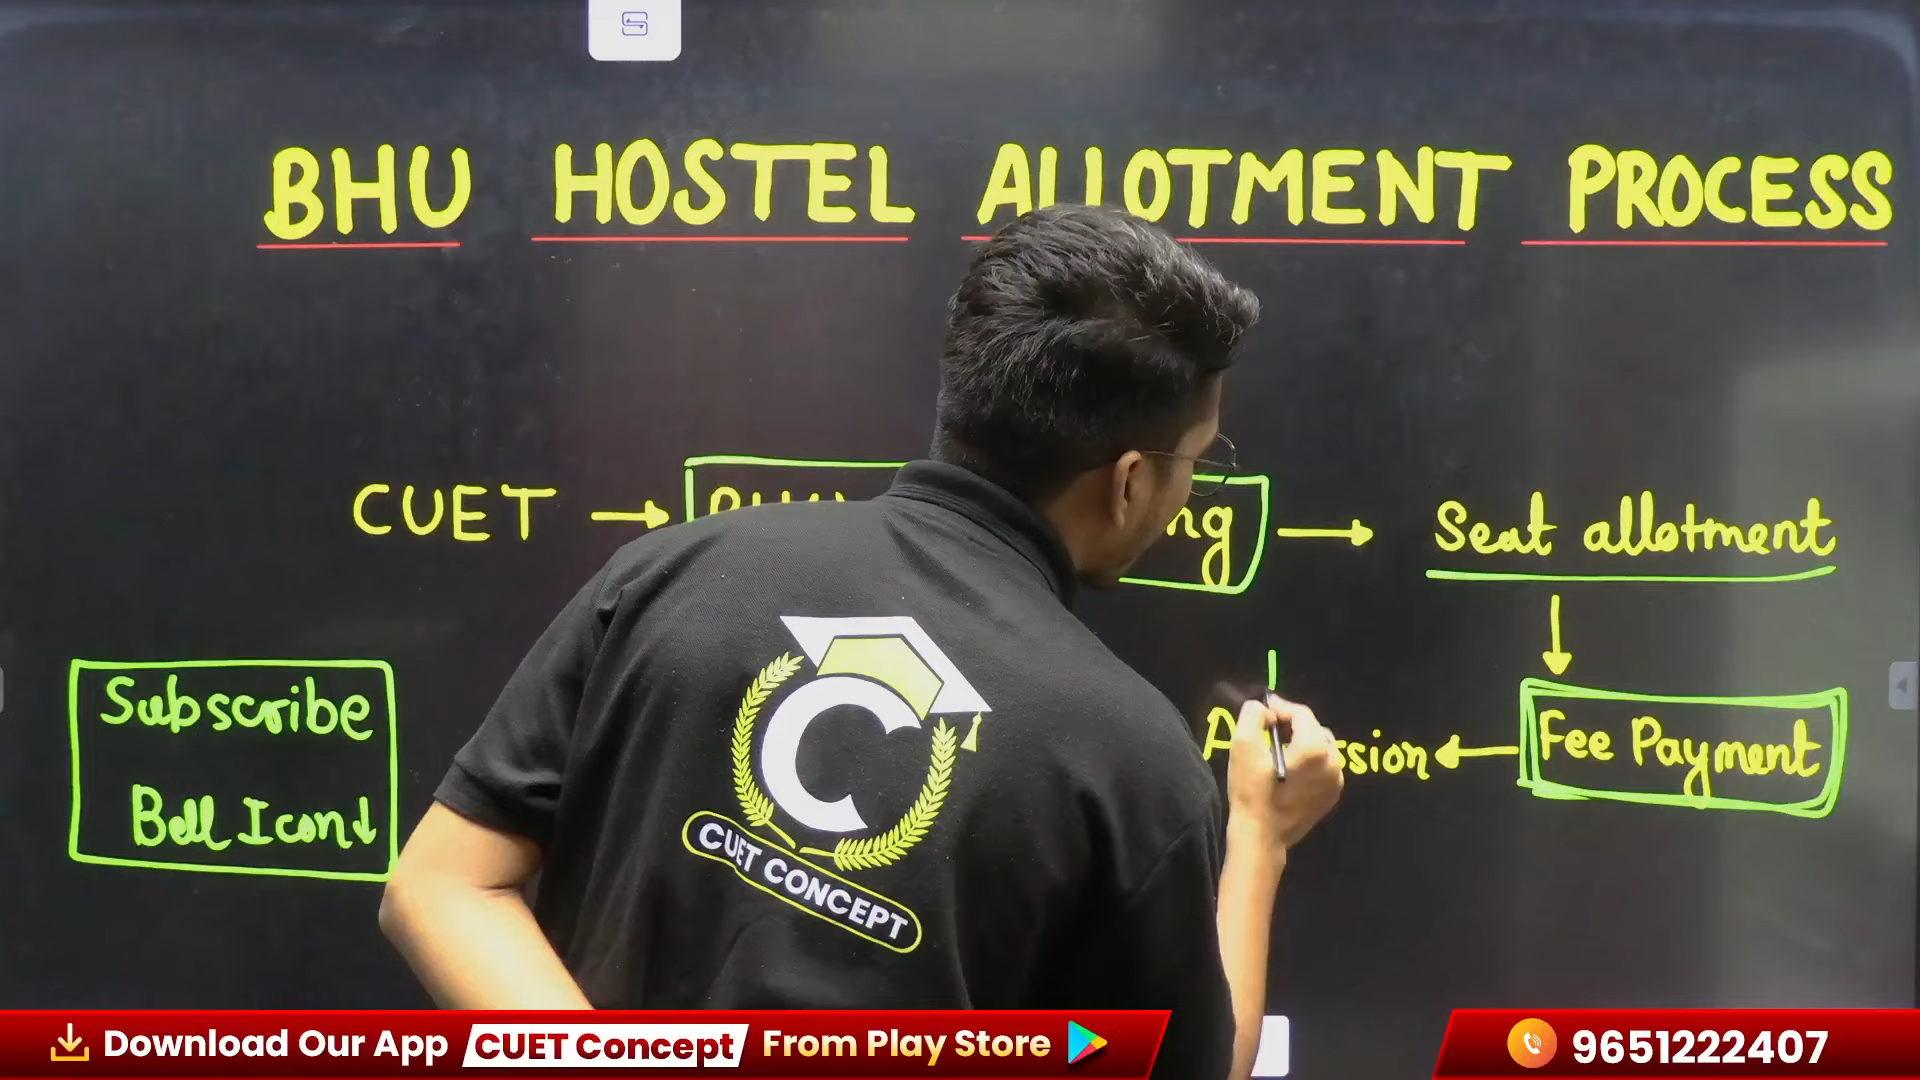 BHU HOSTEL ALLOTMENT PROCESS
CUET → → Seat allotment
Subscribe
Bell Icon↓
← Fee Payment
CUET CONCEPT
Download Our App CUET Concept From Play Store
9651222407